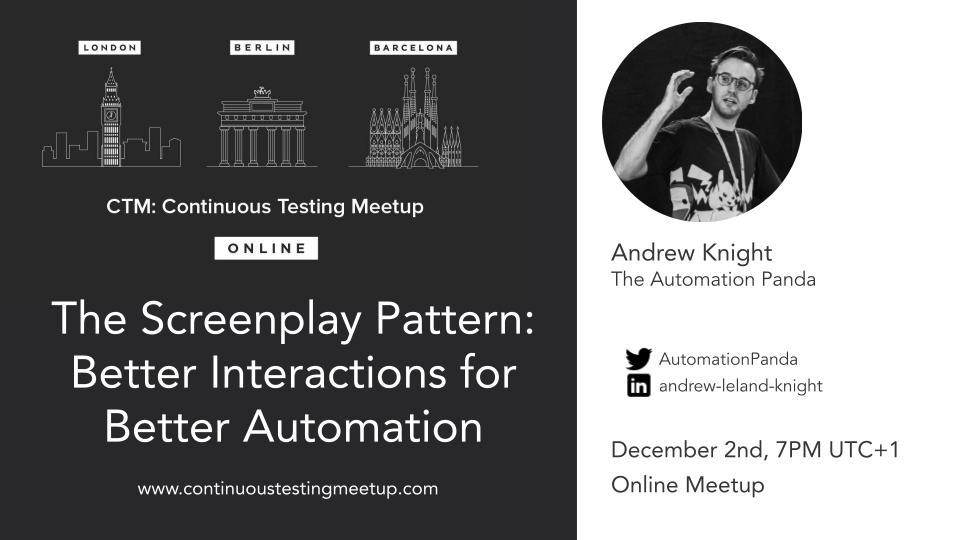 LONDON
BERLIN
BARCELONA
CTM: Continuous Testing Meetup
ONLINE
The Screenplay Pattern:
Better Interactions for
Better Automation
www.continuoustestingmeetup.com
Andrew Knight
The Automation Panda
AutomationPanda
in andrew-leland-knight
December 2nd, 7PM UTC+1
Online Meetup